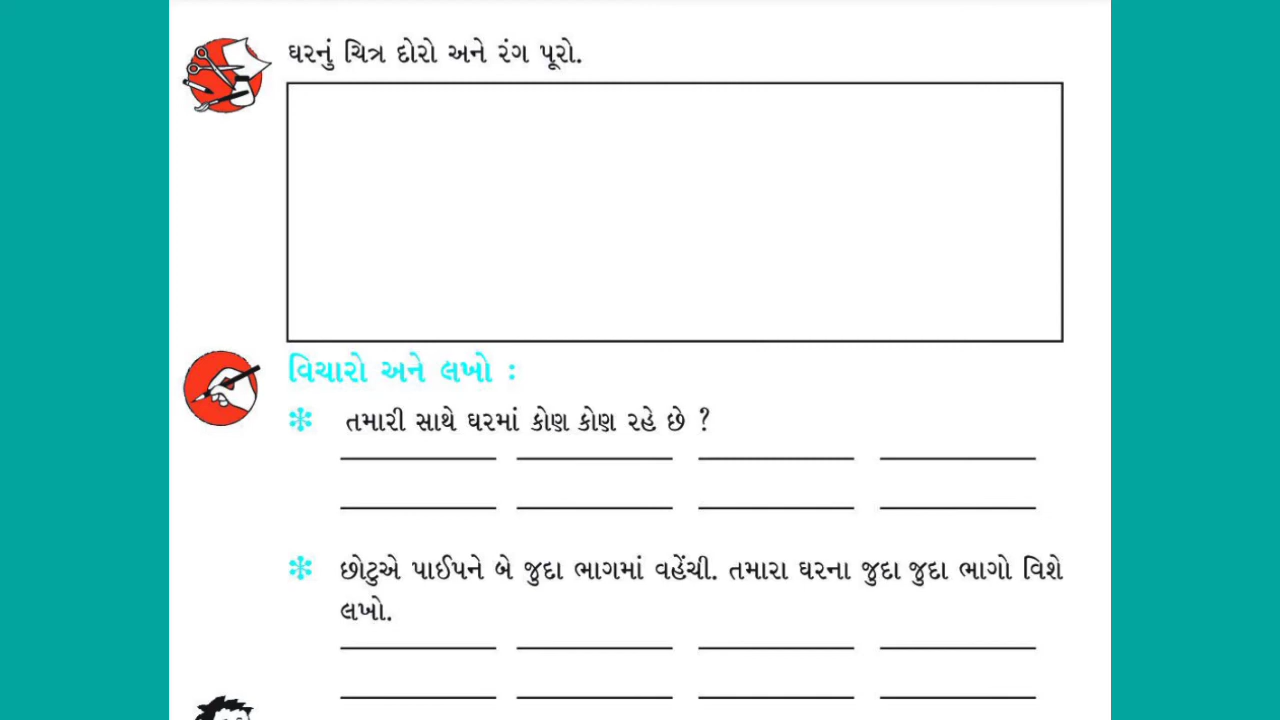 ઘરનું ચિત્ર દોરો અને રંગ પૂરો.
વિચારો અને લખો :
તમારી સાથે ઘરમાં કોણ કોણ રહે છે ?
છોટુએ પાઈપને બે જુદા ભાગમાં વહેંચી. તમારા ઘરના જુદા જુદા ભાગો વિશે
લખો.